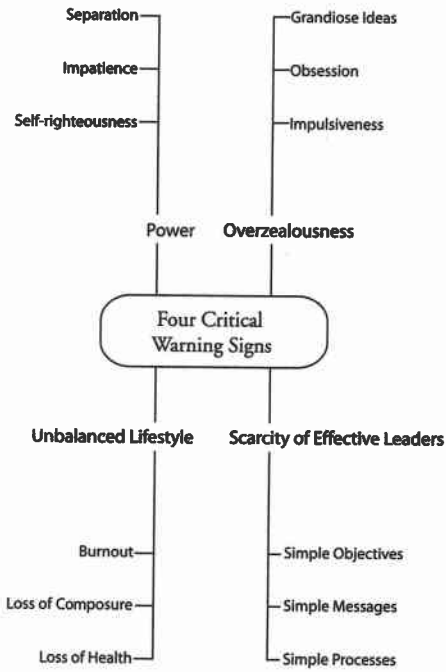 Separation
Impatience
Self-righteousness
Power
Grandiose Ideas
Obsession
Impulsiveness
Overzealousness
Four Critical
Warning Signs
Unbalanced Lifestyle
Burnout
Loss of Composure
Loss of Health
Scarcity of Effective Leaders
Simple Objectives
Simple Messages
Simple Processes